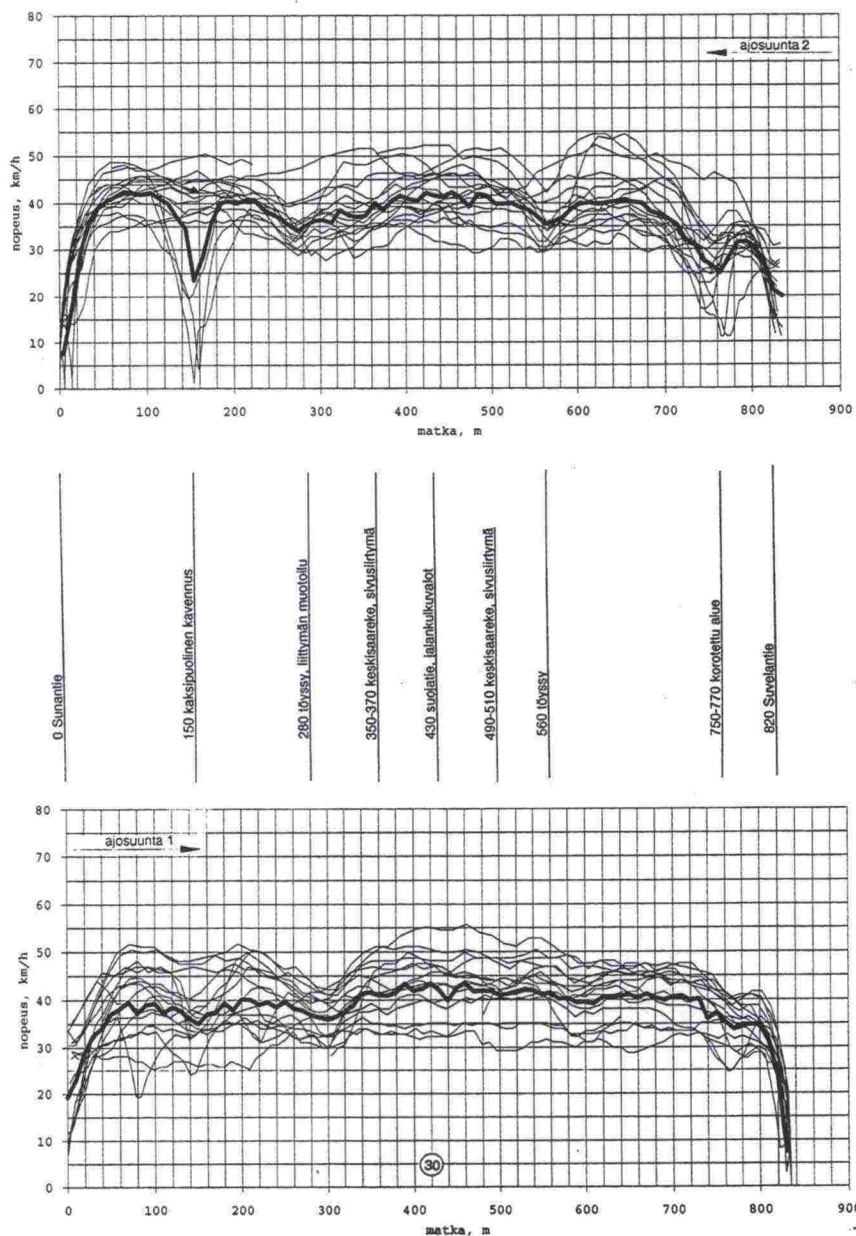 80
70
60
50
40
30
20
10
0
nopeus, km/h
ajosuunta 2
0 100 200 300 400 500 600 700 800 900
matka, m
0 Sunantie
150 kaksipuolinen kavennus
280 töyssy, liittymän muotoilu
350-370 keskisaareke, sivusiirtymä
430 suojatie, jalankulkuvalot
490-510 keskisaareke, sivusiirtymä
560 töyssy
750-770 korotettu alue
820 Suvelantie
80
70
60
50
40
30
20
10
0
nopeus, km/h
ajosuunta 1
30
0 100 200 300 400 500 600 700 800 900
matka, m